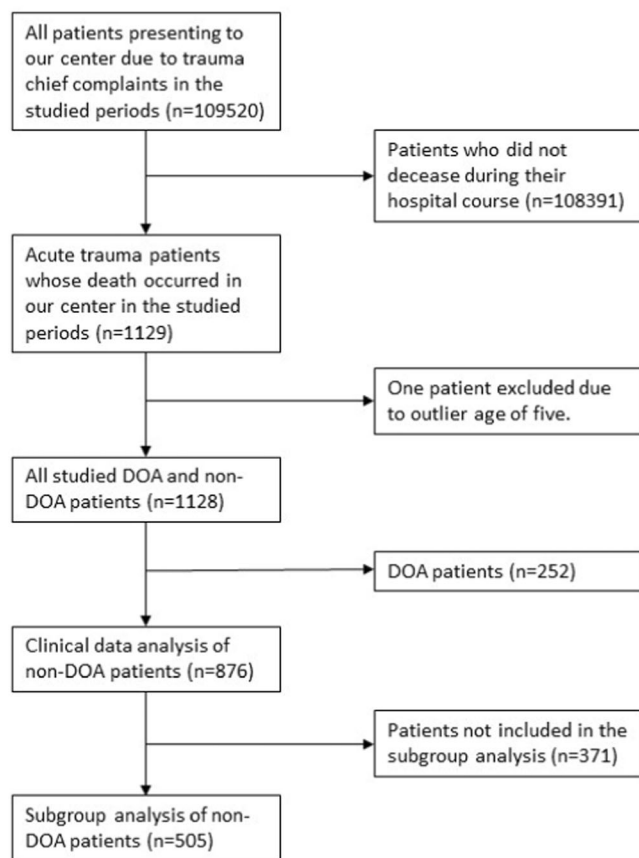 All patients presenting to
our center due to trauma
chief complaints in the
studied periods (n=109520)
Patients who did not
decease during their
hospital course (n=108391)
Acute trauma patients
whose death occurred in
our center in the studied
periods (n=1129)
One patient excluded due
to outlier age of five.
All studied DOA and non-
DOA patients (n=1128)
DOA patients (n=252)
Clinical data analysis of
non-DOA patients (n=876)
Patients not included in the
subgroup analysis (n=371)
Subgroup analysis of non-
DOA patients (n=505)